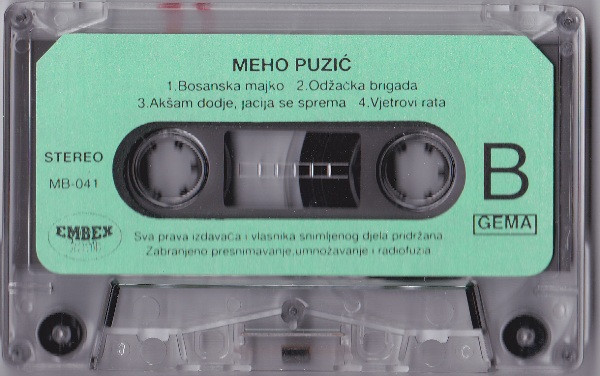 MEHO PUZIĆ
1.Bosanska majko 2.Odžačka brigada
3.Akšam dodje, jacija se sprema 4.Vjetrovi rata
STEREO
MB-041
B
GEMA
EMBEX
Sva prava izdavača i vlasnika snimljenog djela pridržana.
Zabranjeno presnimavanje,umnožavanje i radiofuzia
C